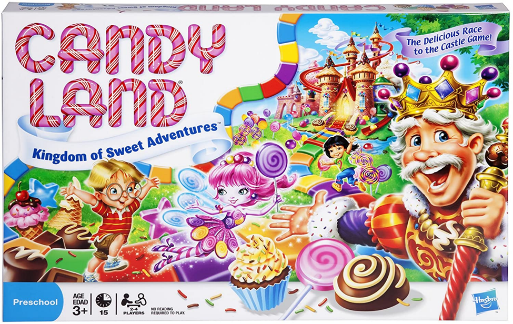 CANDY
LAND®
Kingdom of Sweet Adventures™
The Delicious Race
to the Castle Game!
Preschool
AGE
EDAD
3+
15
2-4
PLAYERS
NO READING
REQUIRED TO PLAY.
Hasbro